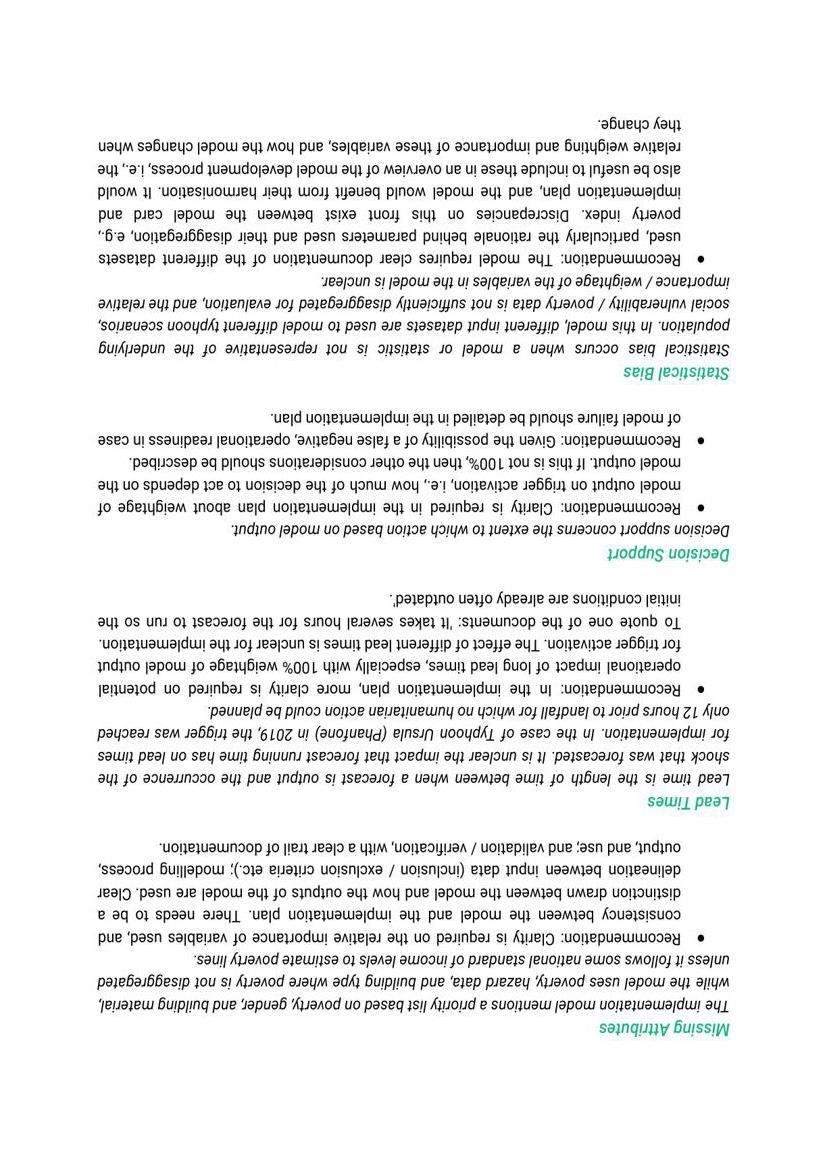 Missing Attributes
The implementation model mentions a priority list based on poverty, gender, and building material,
while the model uses poverty, hazard data, and building type where poverty is not disaggregated
unless it follows some national standard of income levels to estimate poverty lines.
● Recommendation: Clarity is required on the relative importance of variables used, and
consistency between the model and the implementation plan. There needs to be a
distinction drawn between the model and how the outputs of the model are used. Clear
delineation between input data (inclusion / exclusion criteria etc.); modelling process,
output, and use; and validation / verification, with a clear trail of documentation.
Lead Times
Lead time is the length of time between when a forecast is output and the occurrence of the
shock that was forecasted. It is unclear the impact that forecast running time has on lead times
for implementation. In the case of Typhoon Ursula (Phanfone) in 2019, the trigger was reached
only 12 hours prior to landfall for which no humanitarian action could be planned.
● Recommendation: In the implementation plan, more clarity is required on potential
operational impact of long lead times, especially with 100% weightage of model output
for trigger activation. The effect of different lead times is unclear for the implementation.
To quote one of the documents: 'It takes several hours for the forecast to run so the
initial conditions are already often outdated'.
Decision Support
Decision support concerns the extent to which action based on model output.
● Recommendation: Clarity is required in the implementation plan about weightage of
model output on trigger activation, i.e., how much of the decision to act depends on the
model output. If this is not 100%, then the other considerations should be described.
● Recommendation: Given the possibility of a false negative, operational readiness in case
of model failure should be detailed in the implementation plan.
Statistical Bias
Statistical bias occurs when a model or statistic is not representative of the underlying
population. In this model, different input datasets are used to model different typhoon scenarios,
social vulnerability / poverty data is not sufficiently disaggregated for evaluation, and the relative
importance / weightage of the variables in the model is unclear.
● Recommendation: The model requires clear documentation of the different datasets
used, particularly the rationale behind parameters used and their disaggregation, e.g.,
poverty index. Discrepancies on this front exist between the model card and
implementation plan, and the model would benefit from their harmonisation. It would
also be useful to include these in an overview of the model development process, i.e., the
relative weighting and importance of these variables, and how the model changes when
they change.